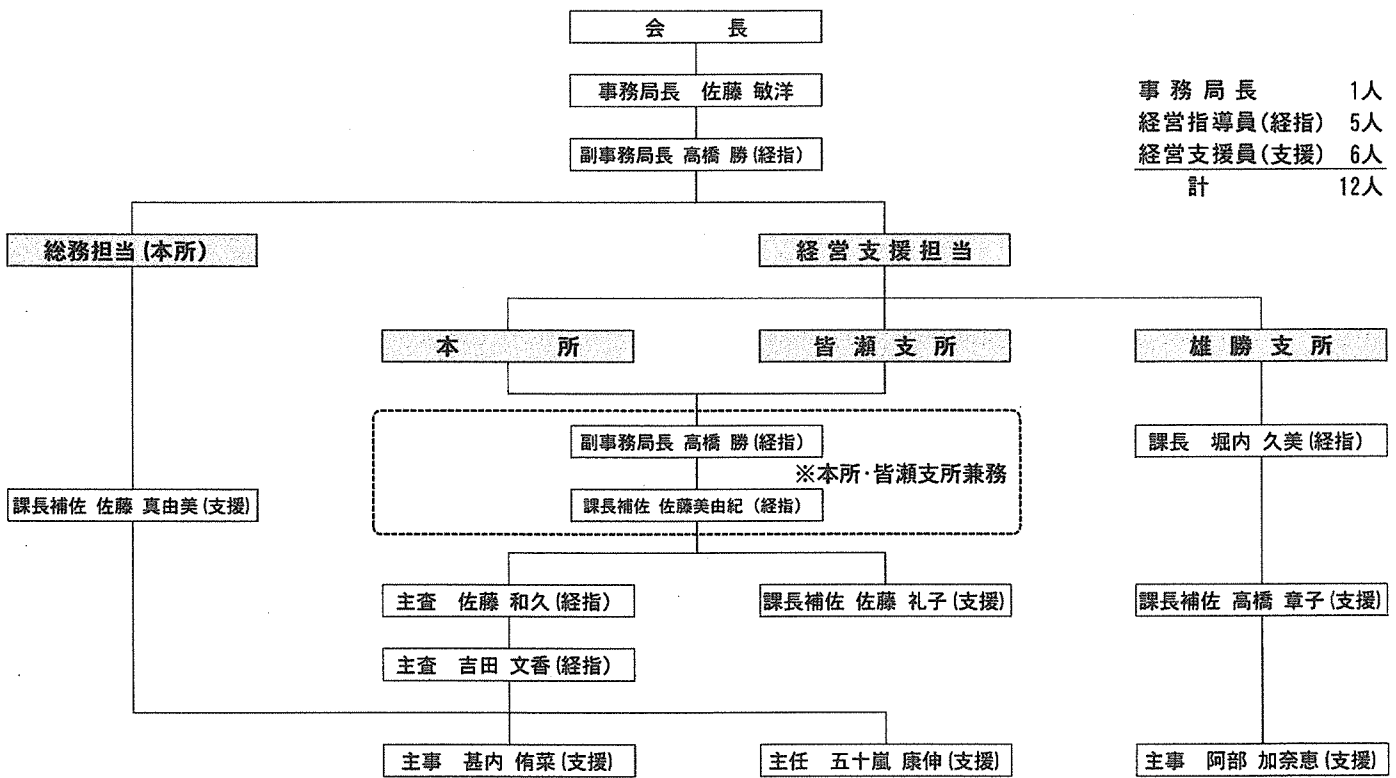 会　　長
事務局長　佐藤 敏洋
副事務局長 高橋 勝(経指)
事 務 局 長　1人
経営指導員(経指)　5人
経営支援員(支援)　6人
計　12人
総務担当(本所)
経 営 支 援 担 当
本　　所
皆 瀬 支 所
雄 勝 支 所
副事務局長 高橋 勝(経指)
※本所・皆瀬支所兼務
課長　堀内 久美(経指)
課長補佐 佐藤 真由美(支援)
課長補佐 佐藤美由紀 (経指)
主査　佐藤 和久(経指)
課長補佐 佐藤 礼子(支援)
課長補佐 高橋 章子(支援)
主査　吉田 文香(経指)
主事　甚内 侑菜(支援)
主任　五十嵐 康伸(支援)
主事　阿部 加奈恵(支援)